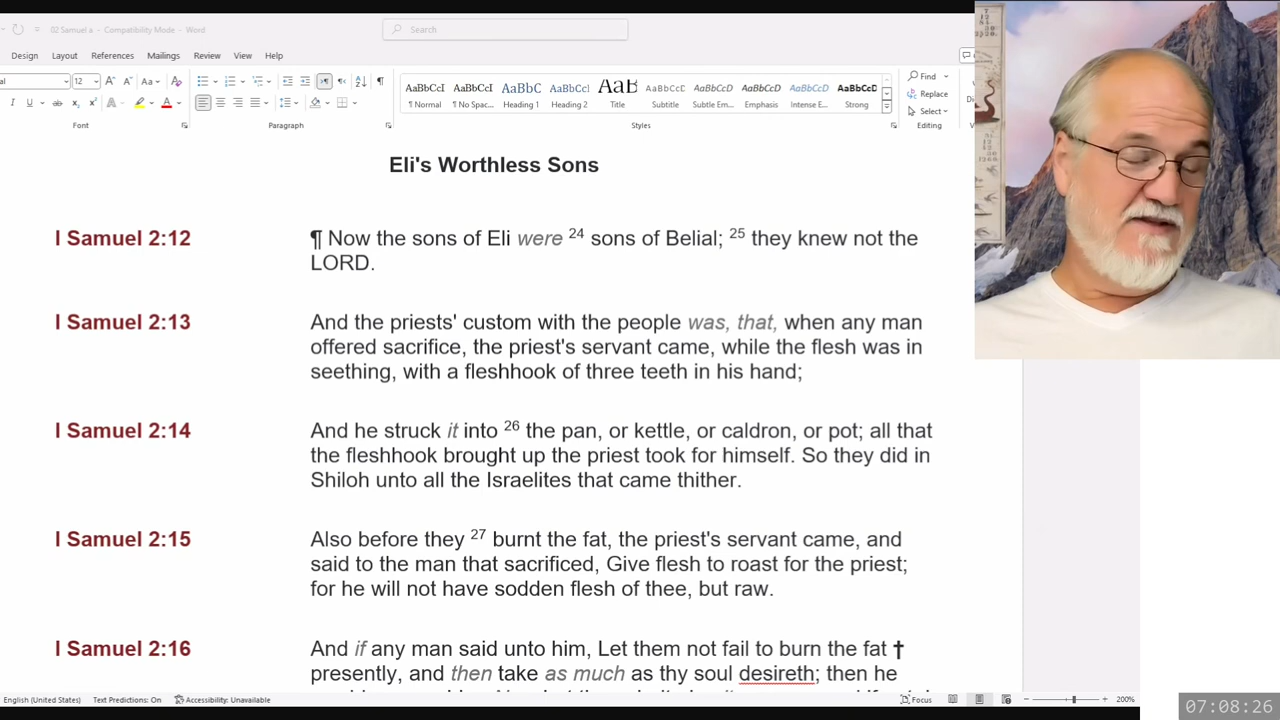 02 Samuel a - Compatibility Mode - Word
Search
Design Layout References Mailings Review View Help
12
Aa
AaBbCcI AaBbCcI AaBbC AaBbCcl AaB AaBbCcD AaBbCcD AaBbCcD AaBbCcD AaBbCcD
¶ Normal ¶ No Spac... Heading 1 Heading 2 Title Subtitle Subtle Em... Emphasis Intense E... Strong
Find
Replace
Select
Font Paragraph Styles Editing
Eli's Worthless Sons
I Samuel 2:12 ¶ Now the sons of Eli were 24 sons of Belial; 25 they knew not the
LORD.
I Samuel 2:13 And the priests' custom with the people was, that, when any man
offered sacrifice, the priest's servant came, while the flesh was in
seething, with a fleshhook of three teeth in his hand;
I Samuel 2:14 And he struck it into 26 the pan, or kettle, or caldron, or pot; all that
the fleshhook brought up the priest took for himself. So they did in
Shiloh unto all the Israelites that came thither.
I Samuel 2:15 Also before they 27 burnt the fat, the priest's servant came, and
said to the man that sacrificed, Give flesh to roast for the priest;
for he will not have sodden flesh of thee, but raw.
I Samuel 2:16 And if any man said unto him, Let them not fail to burn the fat †
presently, and then take as much as thy soul desireth; then he
English (United States) Text Predictions: On Accessibility: Unavailable Focus 200%
07:08:26